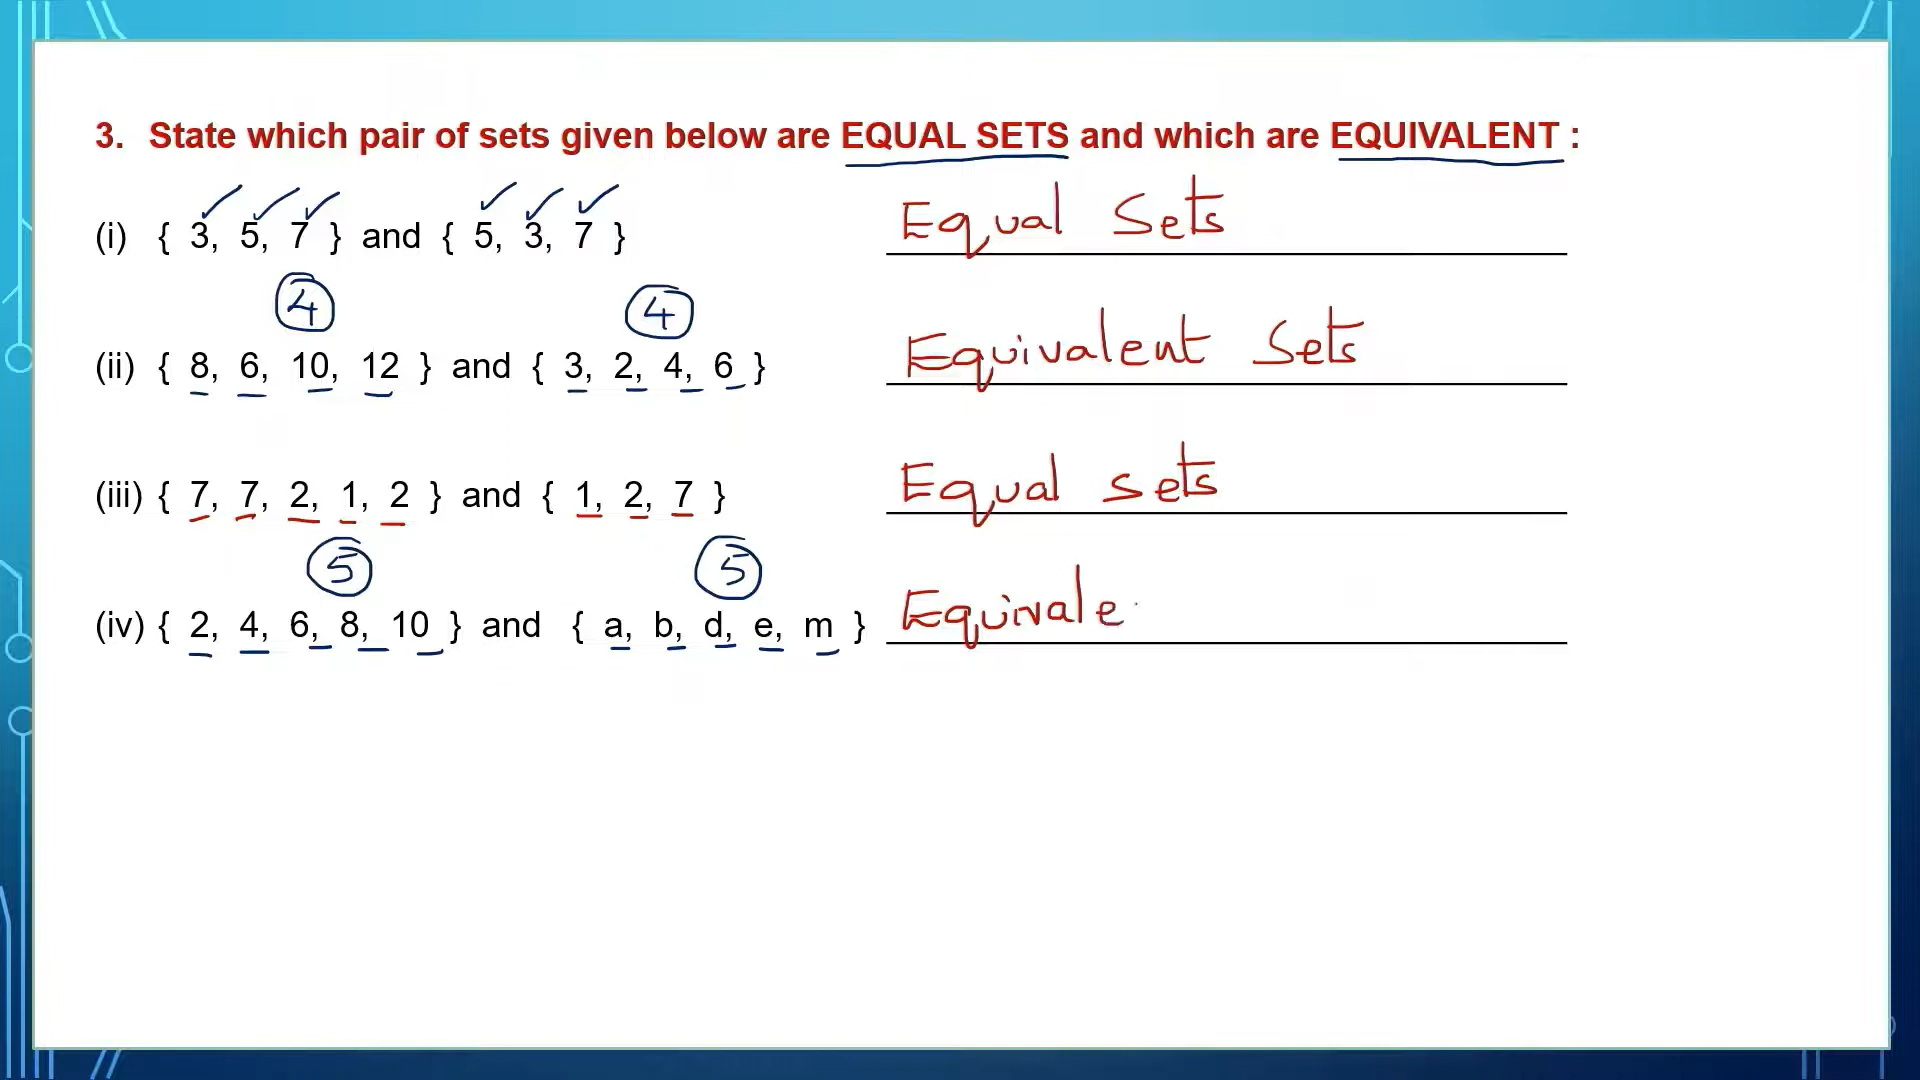 3. State which pair of sets given below are EQUAL SETS and which are EQUIVALENT :
(i) { 3, 5, 7 } and { 5, 3, 7 } Equal Sets
4 4
(ii) { 8, 6, 10, 12 } and { 3, 2, 4, 6 } Equivalent Sets
(iii) { 7, 7, 2, 1, 2 } and { 1, 2, 7 } Equal sets
5 5
(iv) { 2, 4, 6, 8, 10 } and { a, b, d, e, m } Equivale